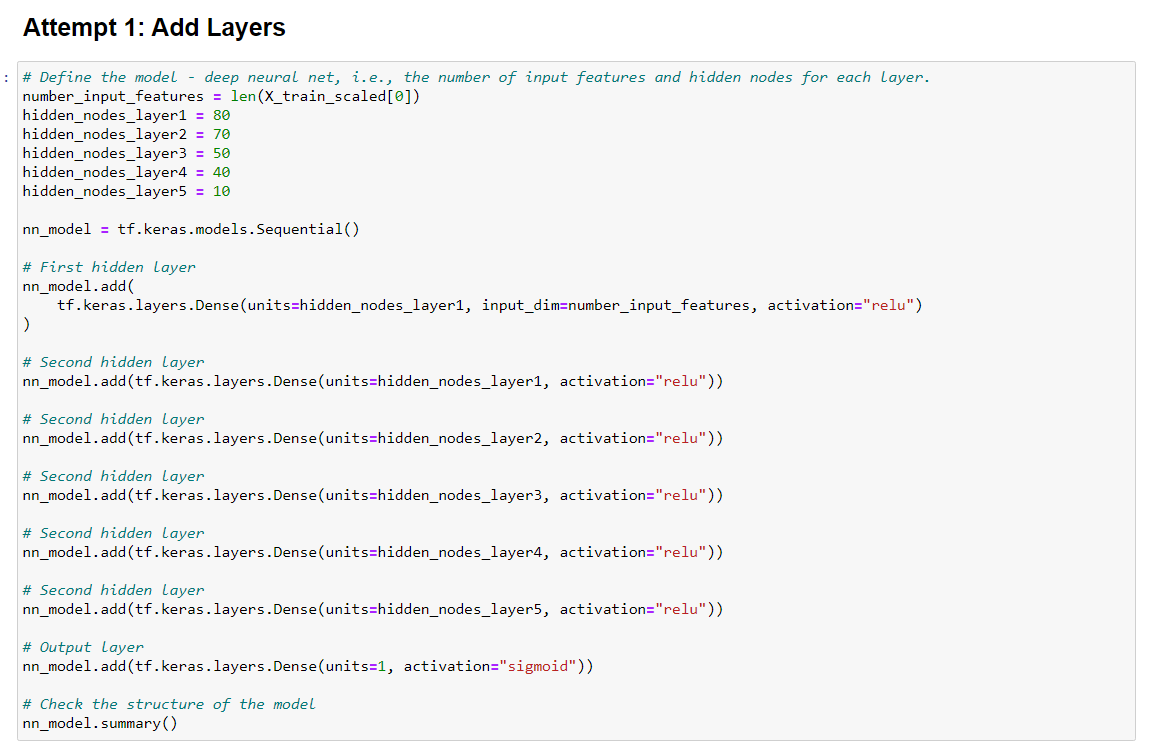 Attempt 1: Add Layers
: # Define the model - deep neural net, i.e., the number of input features and hidden nodes for each layer.
number_input_features = len(X_train_scaled[0])
hidden_nodes_layer1 = 80
hidden_nodes_layer2 = 70
hidden_nodes_layer3 = 50
hidden_nodes_layer4 = 40
hidden_nodes_layer5 = 10
nn_model = tf.keras.models.Sequential()
# First hidden layer
nn_model.add(
    tf.keras.layers.Dense(units=hidden_nodes_layer1, input_dim=number_input_features, activation="relu")
)
# Second hidden layer
nn_model.add(tf.keras.layers.Dense(units=hidden_nodes_layer1, activation="relu"))
# Second hidden layer
nn_model.add(tf.keras.layers.Dense(units=hidden_nodes_layer2, activation="relu"))
# Second hidden layer
nn_model.add(tf.keras.layers.Dense(units=hidden_nodes_layer3, activation="relu"))
# Second hidden layer
nn_model.add(tf.keras.layers.Dense(units=hidden_nodes_layer4, activation="relu"))
# Second hidden layer
nn_model.add(tf.keras.layers.Dense(units=hidden_nodes_layer5, activation="relu"))
# Output layer
nn_model.add(tf.keras.layers.Dense(units=1, activation="sigmoid"))
# Check the structure of the model
nn_model.summary()